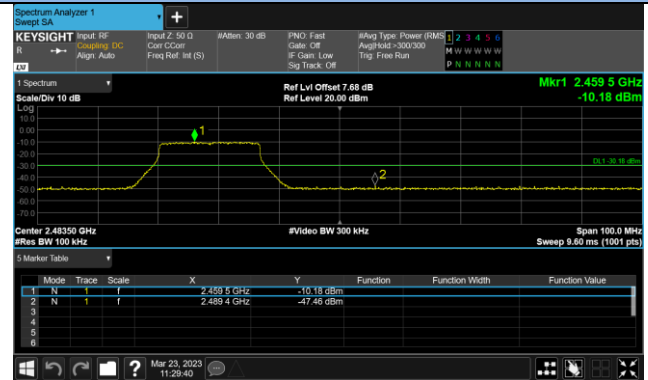 Spectrum Analyzer 1
Swept SA
+
KEYSIGHT Input: RF Input Z: 50 Ω #Atten: 30 dB PNO: Fast #Avg Type: Power (RMS 1 2 3 4 5 6
R Coupling: DC Corr CCorr Gate: Off Avg|Hold >300/300 M W W W W W
Align: Auto Freq Ref: Int (S) IF Gain: Low Trig: Free Run
Sig Track: Off P N N N N N
LXI
1 Spectrum Ref Lvl Offset 7.68 dB Mkr1 2.459 5 GHz
Scale/Div 10 dB Ref Level 20.00 dBm -10.18 dBm
Log
10.0
0.00
1
-10.0
-20.0
-30.0 DL1 -30.18 dBm
-40.0 2
-50.0
-60.0
-70.0
Center 2.48350 GHz #Video BW 300 kHz Span 100.0 MHz
#Res BW 100 kHz Sweep 9.60 ms (1001 pts)
5 Marker Table
Mode Trace Scale X Y Function Function Width Function Value
1 N 1 f 2.459 5 GHz -10.18 dBm
2 N 1 f 2.489 4 GHz -47.46 dBm
3
4
5
6
? Mar 23, 2023
11:29:40